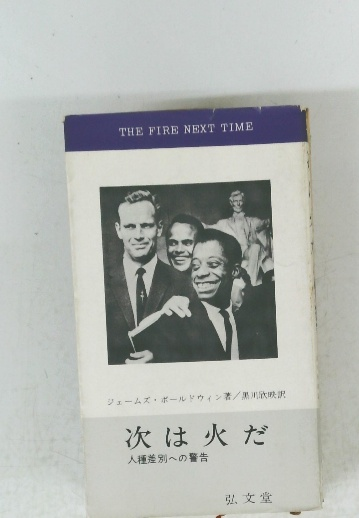 THE FIRE NEXT TIME
ジェームズ・ボールドウィン著／黒川欣映訳
次は火だ
人種差別への警告
弘文堂